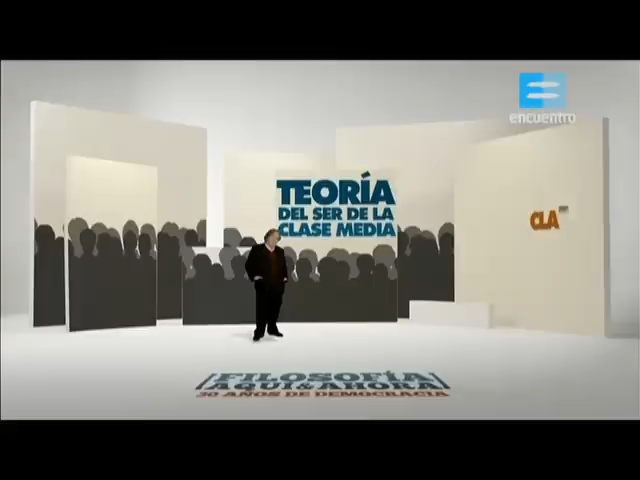 encuentro
TEORÍA
DEL SER DE LA
CLASE MEDIA
CLA
FILOSOFÍA
AQUÍ&AHORA
30 AÑOS DE DEMOCRACIA